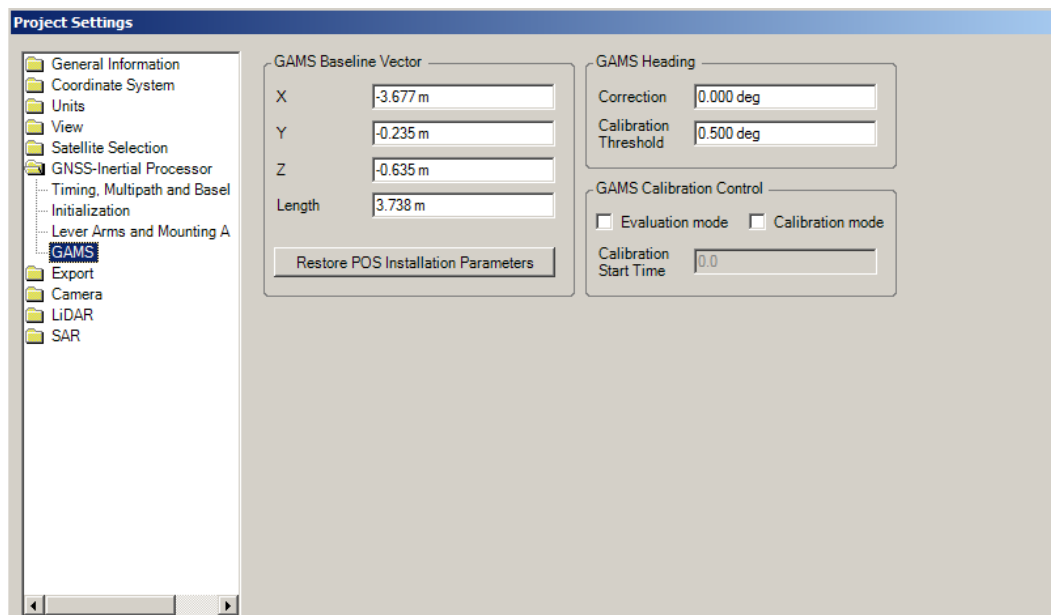 Project Settings
General Information
Coordinate System
Units
View
Satellite Selection
GNSS-Inertial Processor
Timing, Multipath and Basel
Initialization
Lever Arms and Mounting A
GAMS
Export
Camera
LiDAR
SAR
GAMS Baseline Vector
X -3.677 m
Y -0.235 m
Z -0.635 m
Length 3.738 m
Restore POS Installation Parameters
GAMS Heading
Correction 0.000 deg
Calibration
Threshold 0.500 deg
GAMS Calibration Control
Evaluation mode Calibration mode
Calibration
Start Time 0.0